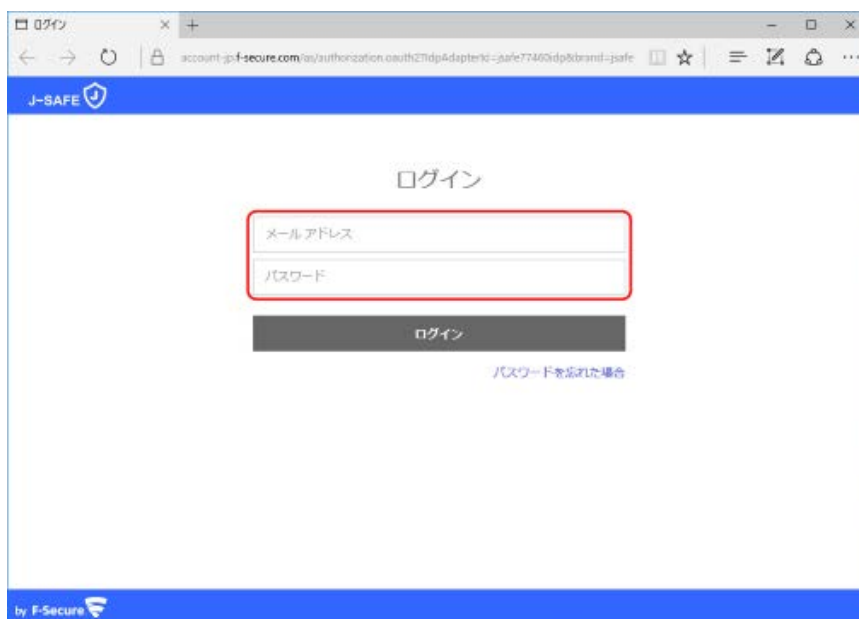 ログイン
account-jp.f-secure.com/as/authorization.oauth2?IdpAdapterId=jsafe77460idp&brand=jsafe
J-SAFE
ログイン
メール アドレス
パスワード
ログイン
パスワードを忘れた場合
by F-Secure